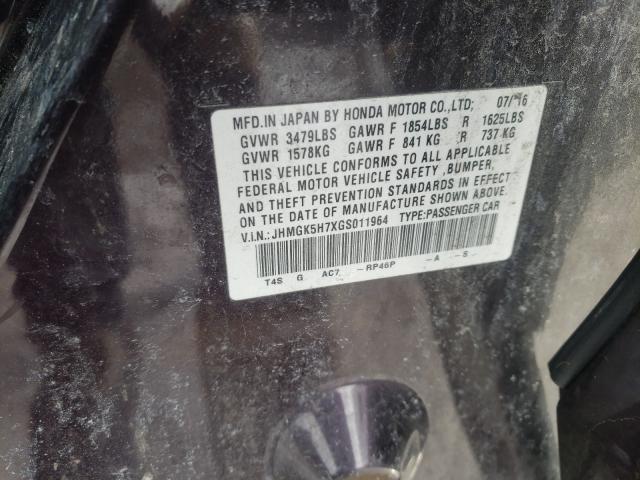 MFD.IN JAPAN BY HONDA MOTOR CO.,LTD; 07/16
GVWR 3479LBS GAWR F 1854LBS R 1625LBS
GVWR 1578KG GAWR F 841 KG R 737 KG
THIS VEHICLE CONFORMS TO ALL APPLICABLE
FEDERAL MOTOR VEHICLE SAFETY ,BUMPER,
AND THEFT PREVENTION STANDARDS IN EFFECT
ON THE DATE OF MANUFACTURE SHOWN ABOVE.
V.I.N.: JHMGK5H7XGS011964 TYPE:PASSENGER CAR
T4S G AC7 -RP46P -A -S